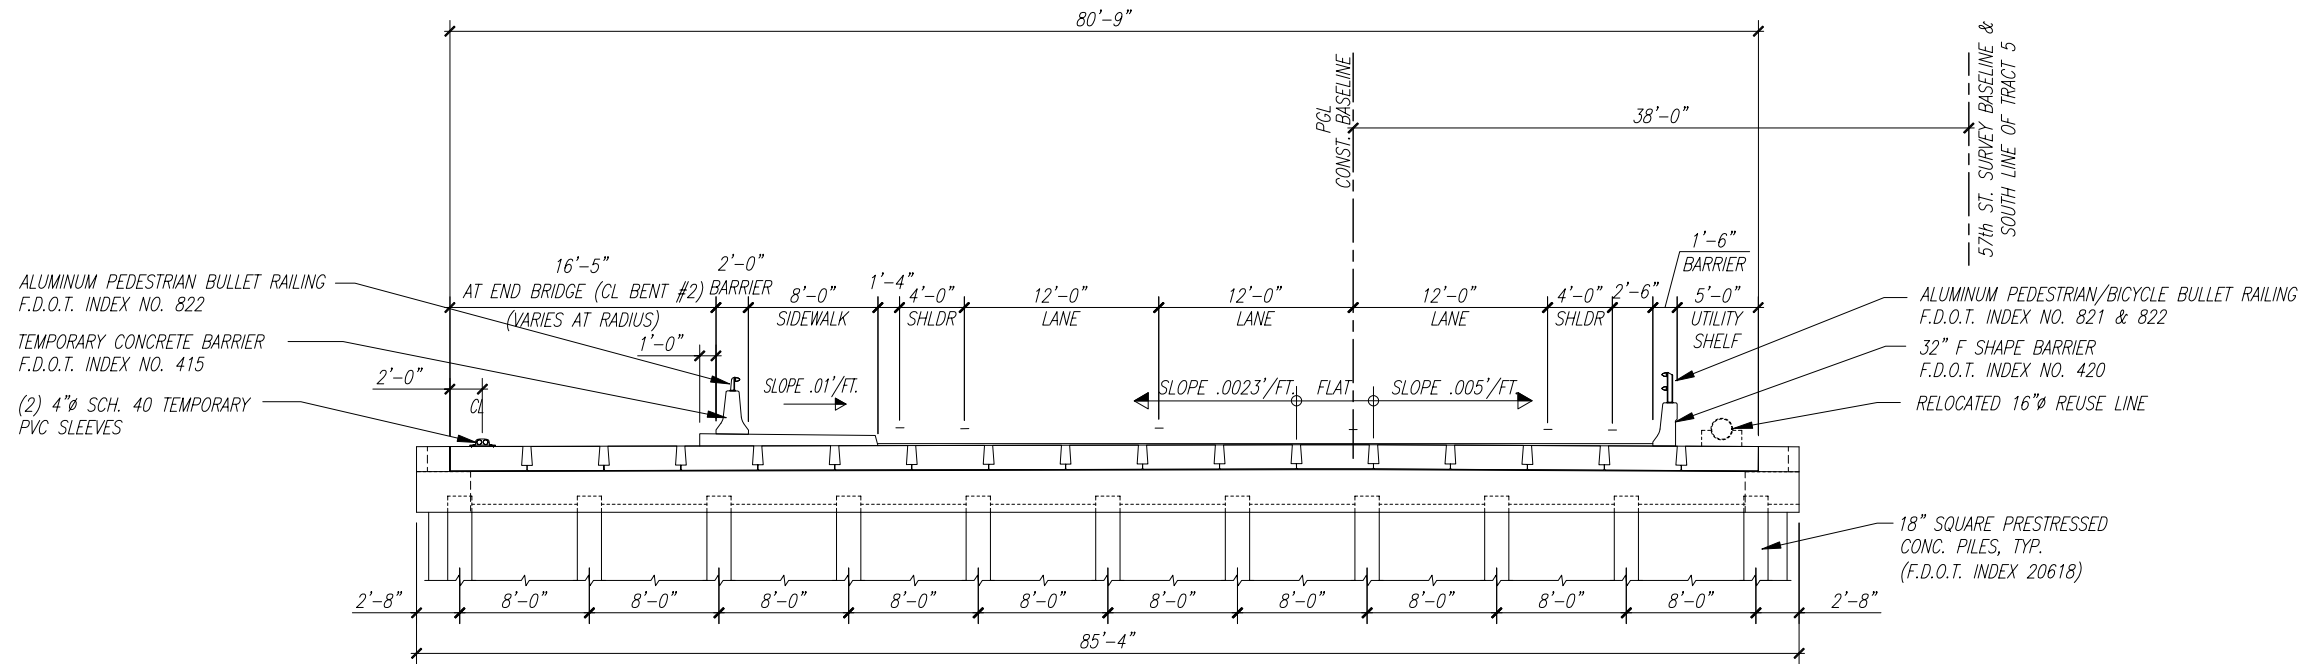 80'-9"
57th ST. SURVEY BASELINE &
SOUTH LINE OF TRACT 5
PGL
CONST. BASELINE
38'-0"
1'-6"
BARRIER
16'-5"
AT END BRIDGE (CL BENT #2)
(VARIES AT RADIUS)
2'-0"
BARRIER
8'-0"
SIDEWALK
1'-4"
4'-0"
SHLDR
12'-0"
LANE
12'-0"
LANE
12'-0"
LANE
4'-0"
SHLDR
2'-6"
5'-0"
UTILITY
SHELF
ALUMINUM PEDESTRIAN BULLET RAILING
F.D.O.T. INDEX NO. 822
TEMPORARY CONCRETE BARRIER
F.D.O.T. INDEX NO. 415
1'-0"
2'-0"
CL
(2) 4"ø SCH. 40 TEMPORARY
PVC SLEEVES
SLOPE .01'/FT.
SLOPE .0023'/FT.
FLAT
SLOPE .005'/FT.
ALUMINUM PEDESTRIAN/BICYCLE BULLET RAILING
F.D.O.T. INDEX NO. 821 & 822
32" F SHAPE BARRIER
F.D.O.T. INDEX NO. 420
RELOCATED 16"ø REUSE LINE
18" SQUARE PRESTRESSED
CONC. PILES, TYP.
(F.D.O.T. INDEX 20618)
2'-8"
8'-0"
8'-0"
8'-0"
8'-0"
8'-0"
8'-0"
8'-0"
8'-0"
8'-0"
8'-0"
2'-8"
85'-4"